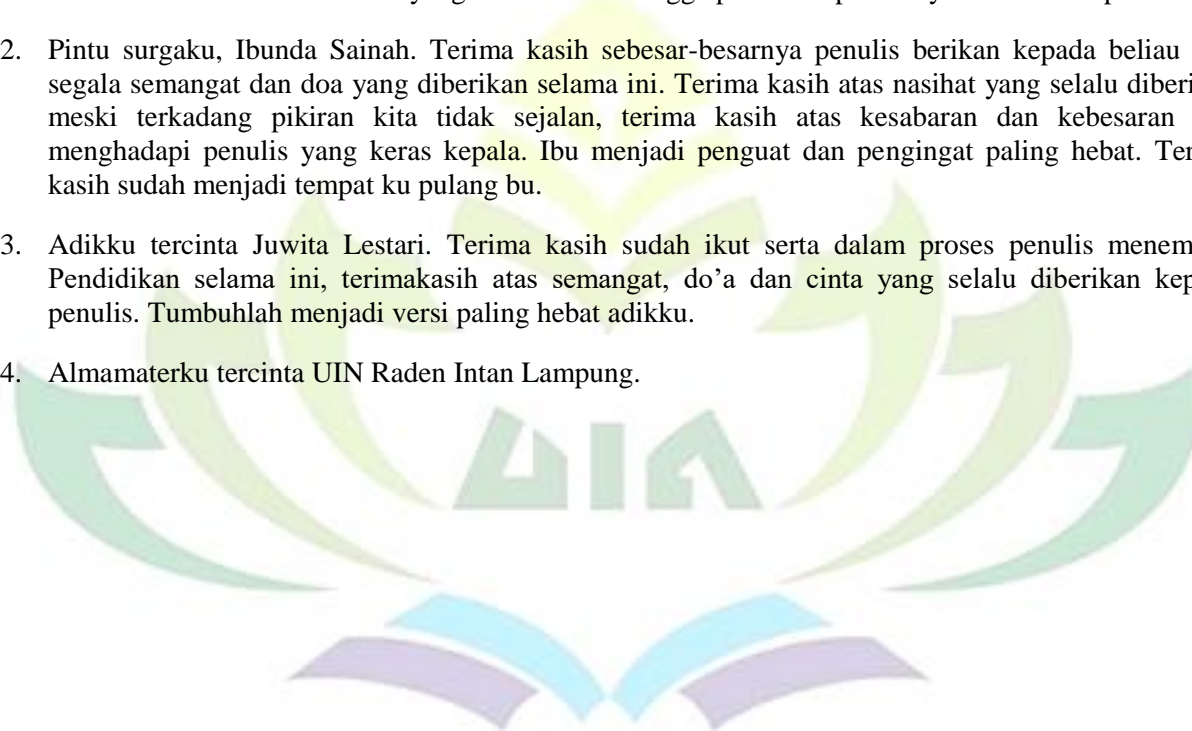 2. Pintu surgaku, Ibunda Sainah. Terima kasih sebesar-besarnya penulis berikan kepada beliau
segala semangat dan doa yang diberikan selama ini. Terima kasih atas nasihat yang selalu diberi
meski terkadang pikiran kita tidak sejalan, terima kasih atas kesabaran dan kebesaran
menghadapi penulis yang keras kepala. Ibu menjadi penguat dan pengingat paling hebat. Ter
kasih sudah menjadi tempat ku pulang bu.
3. Adikku tercinta Juwita Lestari. Terima kasih sudah ikut serta dalam proses penulis menem
Pendidikan selama ini, terimakasih atas semangat, do’a dan cinta yang selalu diberikan kep
penulis. Tumbuhlah menjadi versi paling hebat adikku.
4. Almamaterku tercinta UIN Raden Intan Lampung.
UIN